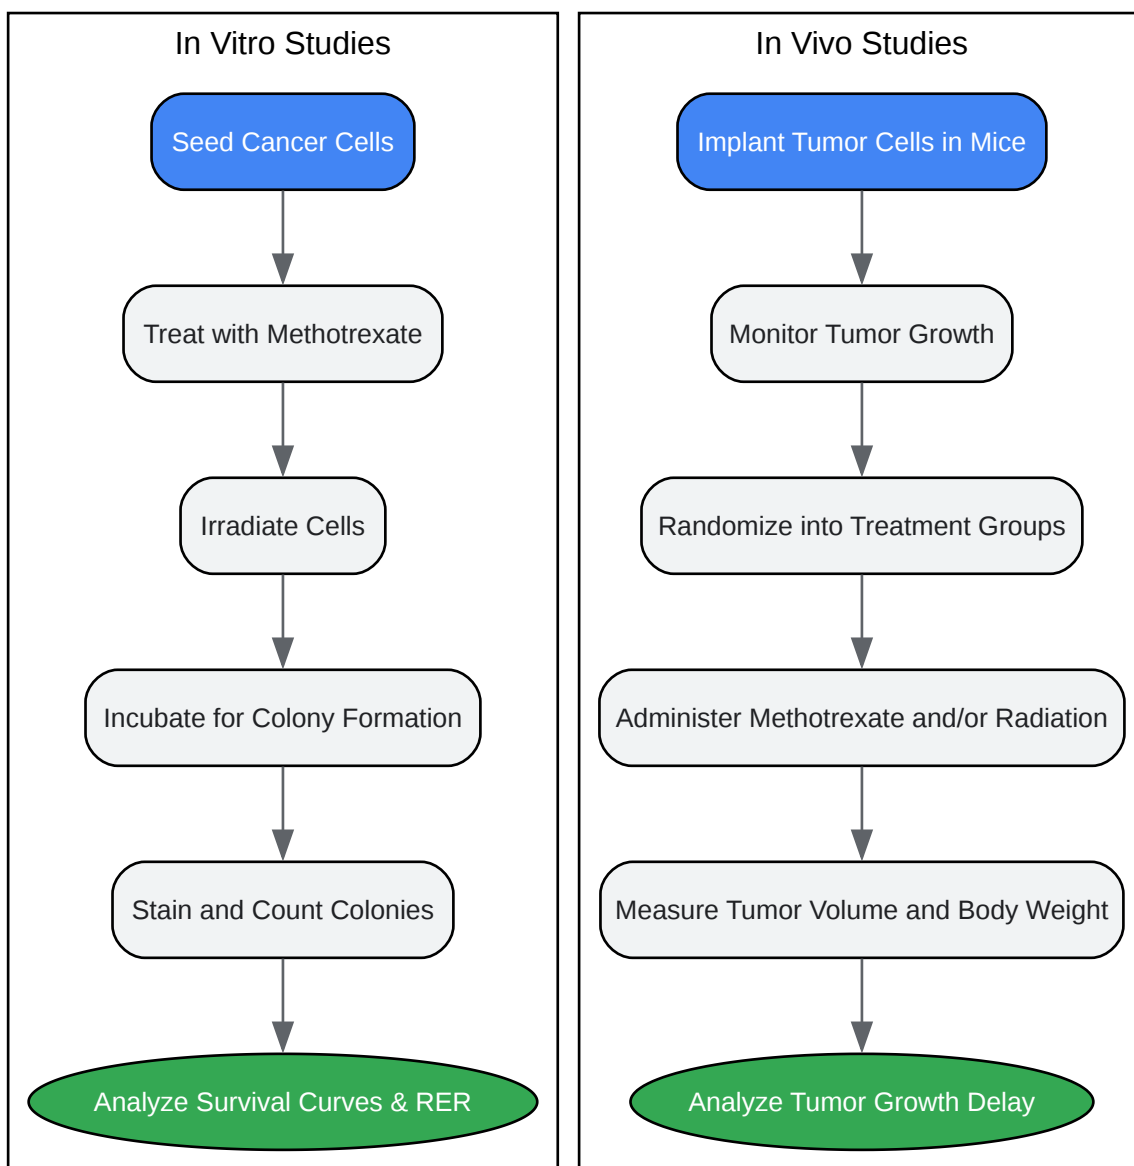 In Vitro Studies
Seed Cancer Cells
Treat with Methotrexate
Irradiate Cells
Incubate for Colony Formation
Stain and Count Colonies
Analyze Survival Curves & RER
In Vivo Studies
Implant Tumor Cells in Mice
Monitor Tumor Growth
Randomize into Treatment Groups
Administer Methotrexate and/or Radiation
Measure Tumor Volume and Body Weight
Analyze Tumor Growth Delay